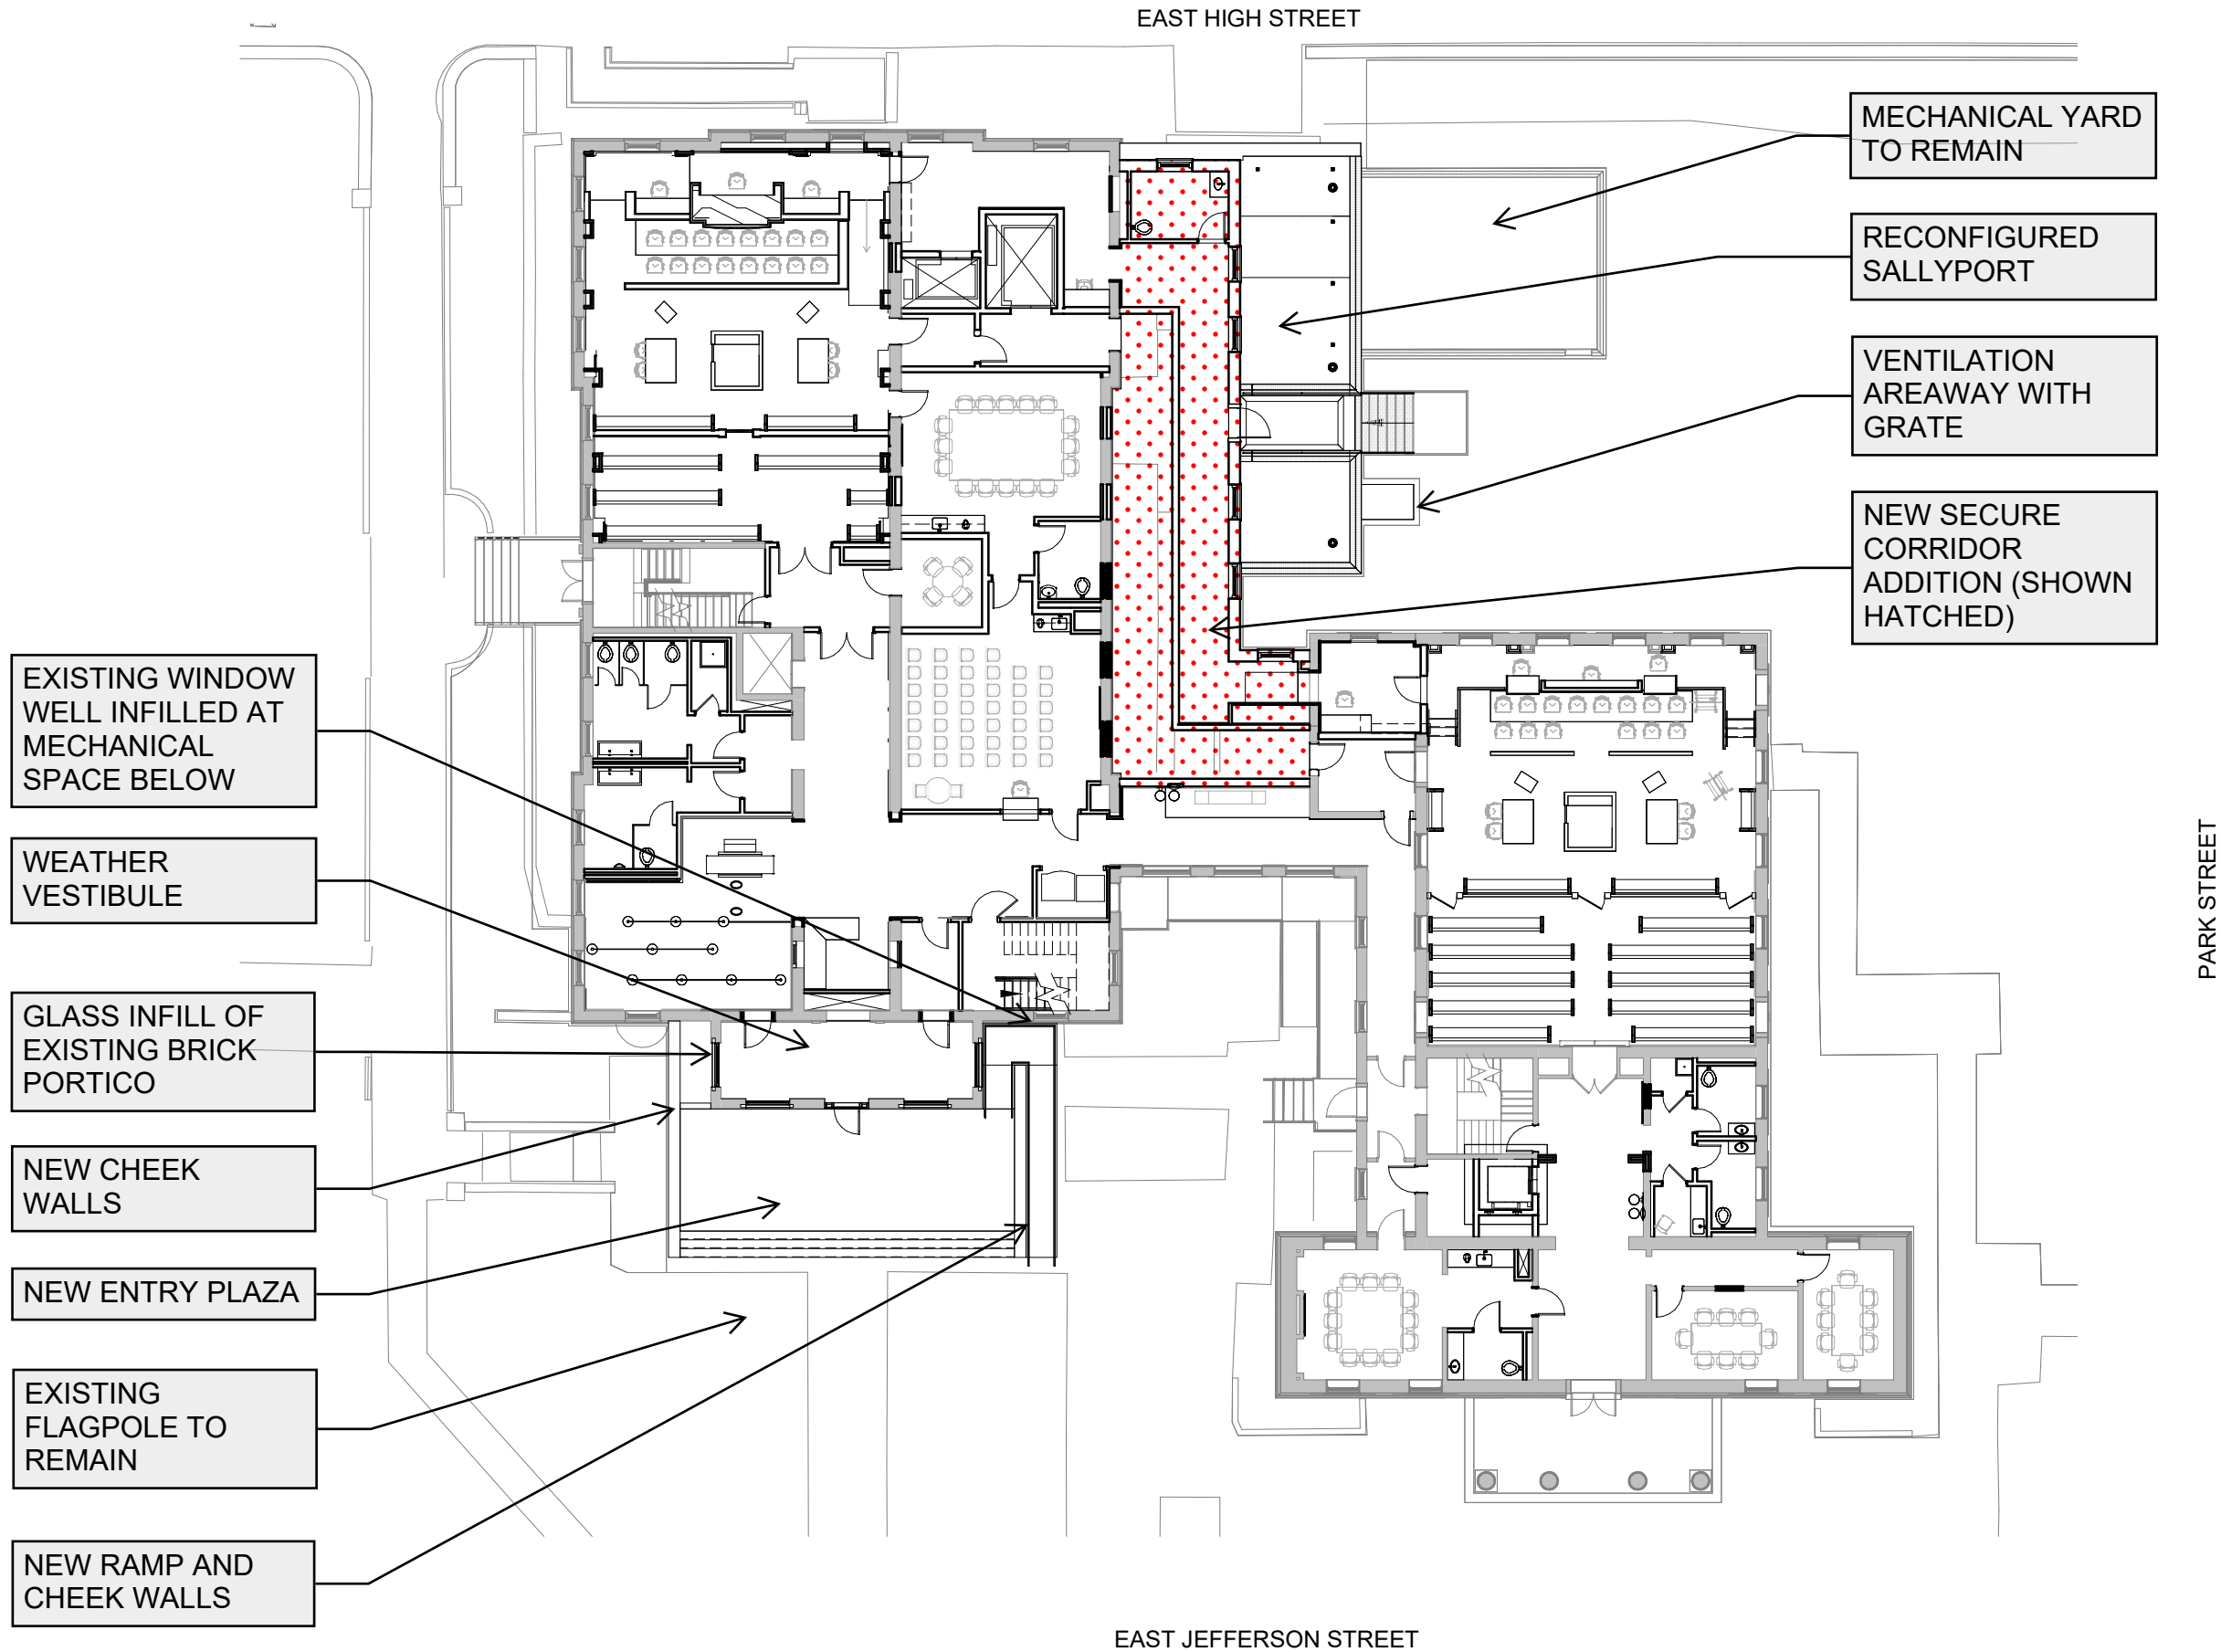 EAST HIGH STREET
MECHANICAL YARD
TO REMAIN
RECONFIGURED
SALLYPORT
VENTILATION
AREAWAY WITH
GRATE
NEW SECURE
CORRIDOR
ADDITION (SHOWN
HATCHED)
EXISTING WINDOW
WELL INFILLED AT
MECHANICAL
SPACE BELOW
WEATHER
VESTIBULE
GLASS INFILL OF
EXISTING BRICK
PORTICO
NEW CHEEK
WALLS
NEW ENTRY PLAZA
EXISTING
FLAGPOLE TO
REMAIN
NEW RAMP AND
CHEEK WALLS
PARK STREET
EAST JEFFERSON STREET